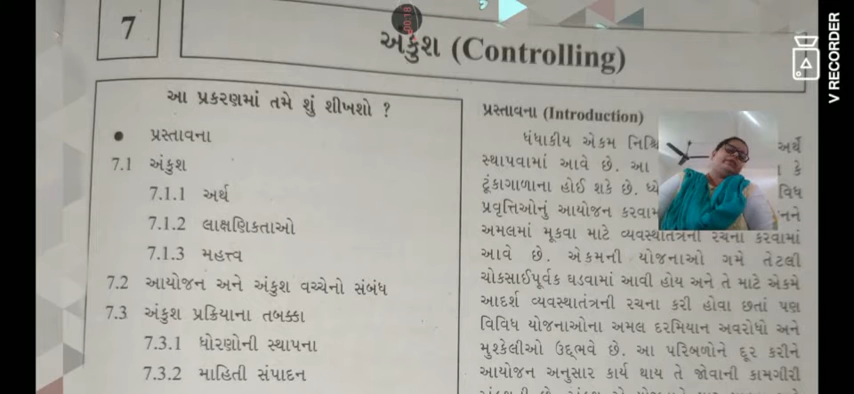 7
અંકુશ (Controlling)
આ પ્રકરણમાં તમે શું શીખશો ?
● પ્રસ્તાવના
7.1 અંકુશ
7.1.1 અર્થ
7.1.2 લાક્ષણિકતાઓ
7.1.3 મહત્ત્વ
7.2 આયોજન અને અંકુશ વચ્ચેનો સંબંધ
7.3 અંકુશ પ્રક્રિયાના તબક્કા
7.3.1 ધોરણોની સ્થાપના
7.3.2 માહિતી સંપાદન
પ્રસ્તાવના (Introduction)
ધંધાકીય એકમ અર્થે
સ્થાપવામાં આવે છે. આ કે
ટૂંકાગાળાના હોઈ શકે છે.
પ્રવૃત્તિઓનું આયોજન
અમલમાં મૂકવા માટે વ્યવસ્થાતંત્રની રચના કરવામાં
આવે છે. એકમની યોજનાઓ ગમે તેટલી
ચોકસાઈપૂર્વક ઘડવામાં આવી હોય અને તે માટે એકમે
આદર્શ વ્યવસ્થાતંત્રની રચના કરી હોવા છતાં પણ
વિવિધ યોજનાઓના અમલ દરમિયાન અવરોધો અને
મુશ્કેલીઓ ઉદ્ભવે છે. આ પરિબળોને દૂર કરીને
આયોજન અનુસાર કાર્ય થાય તે જોવાની કામગીરી
00:18
V RECORDER